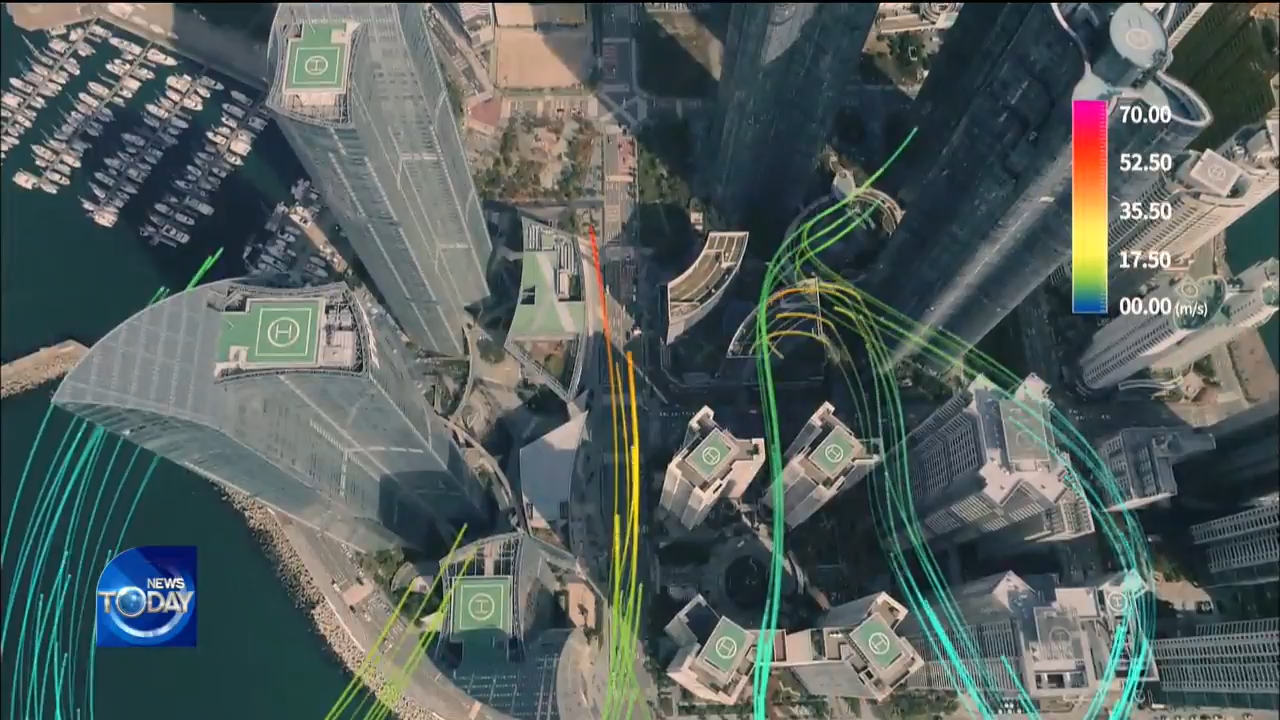 70.00
52.50
35.50
17.50
00.00 (m/s)
NEWS
TODAY
H
H
H
H
H
H
H